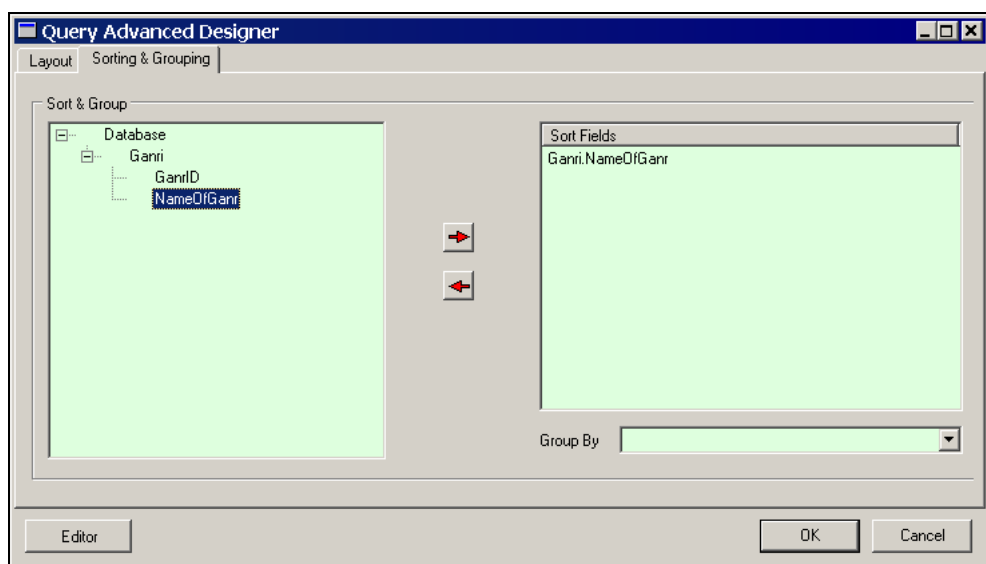 Query Advanced Designer
Layout Sorting & Grouping
Sort & Group
Database
Ganri
GanrID
NameOfGanr
Sort Fields
Ganri.NameOfGanr
Group By
Editor
OK
Cancel